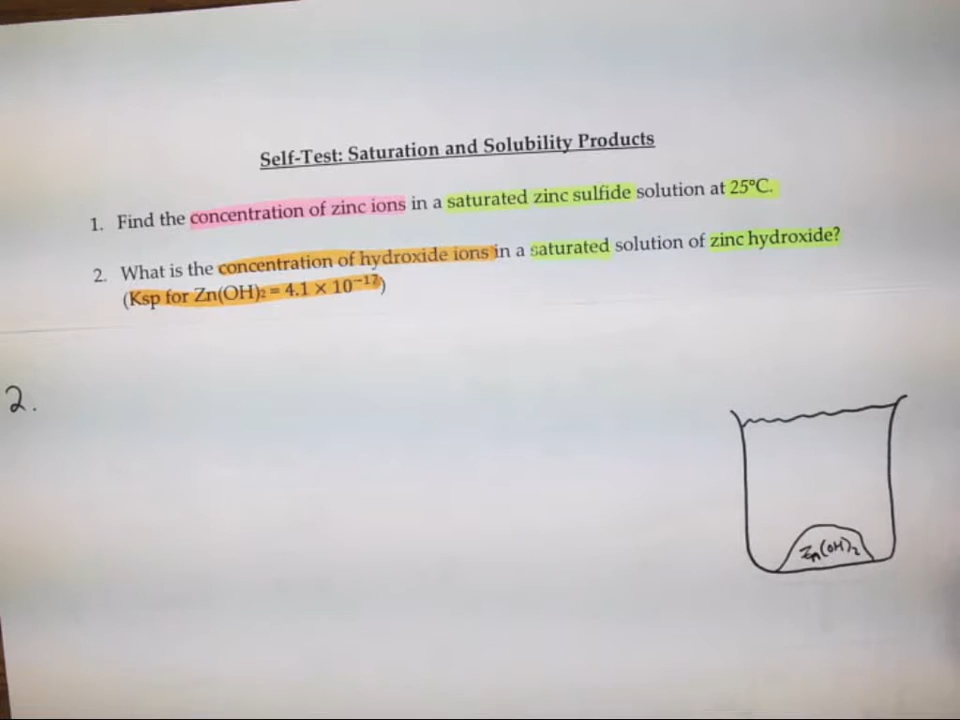 Self-Test: Saturation and Solubility Products
1. Find the concentration of zinc ions in a saturated zinc sulfide solution at 25°C.
2. What is the concentration of hydroxide ions in a saturated solution of zinc hydroxide?
(Ksp for Zn(OH)₂ = 4.1 × 10⁻¹⁷)
2.
Zn(OH)₂